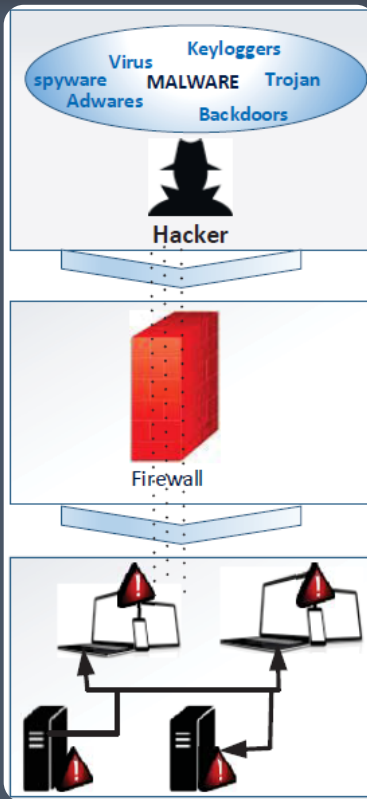 Keyloggers
Virus
spyware MALWARE Trojan
Adwares
Backdoors
Hacker
Firewall
!
!
!
!